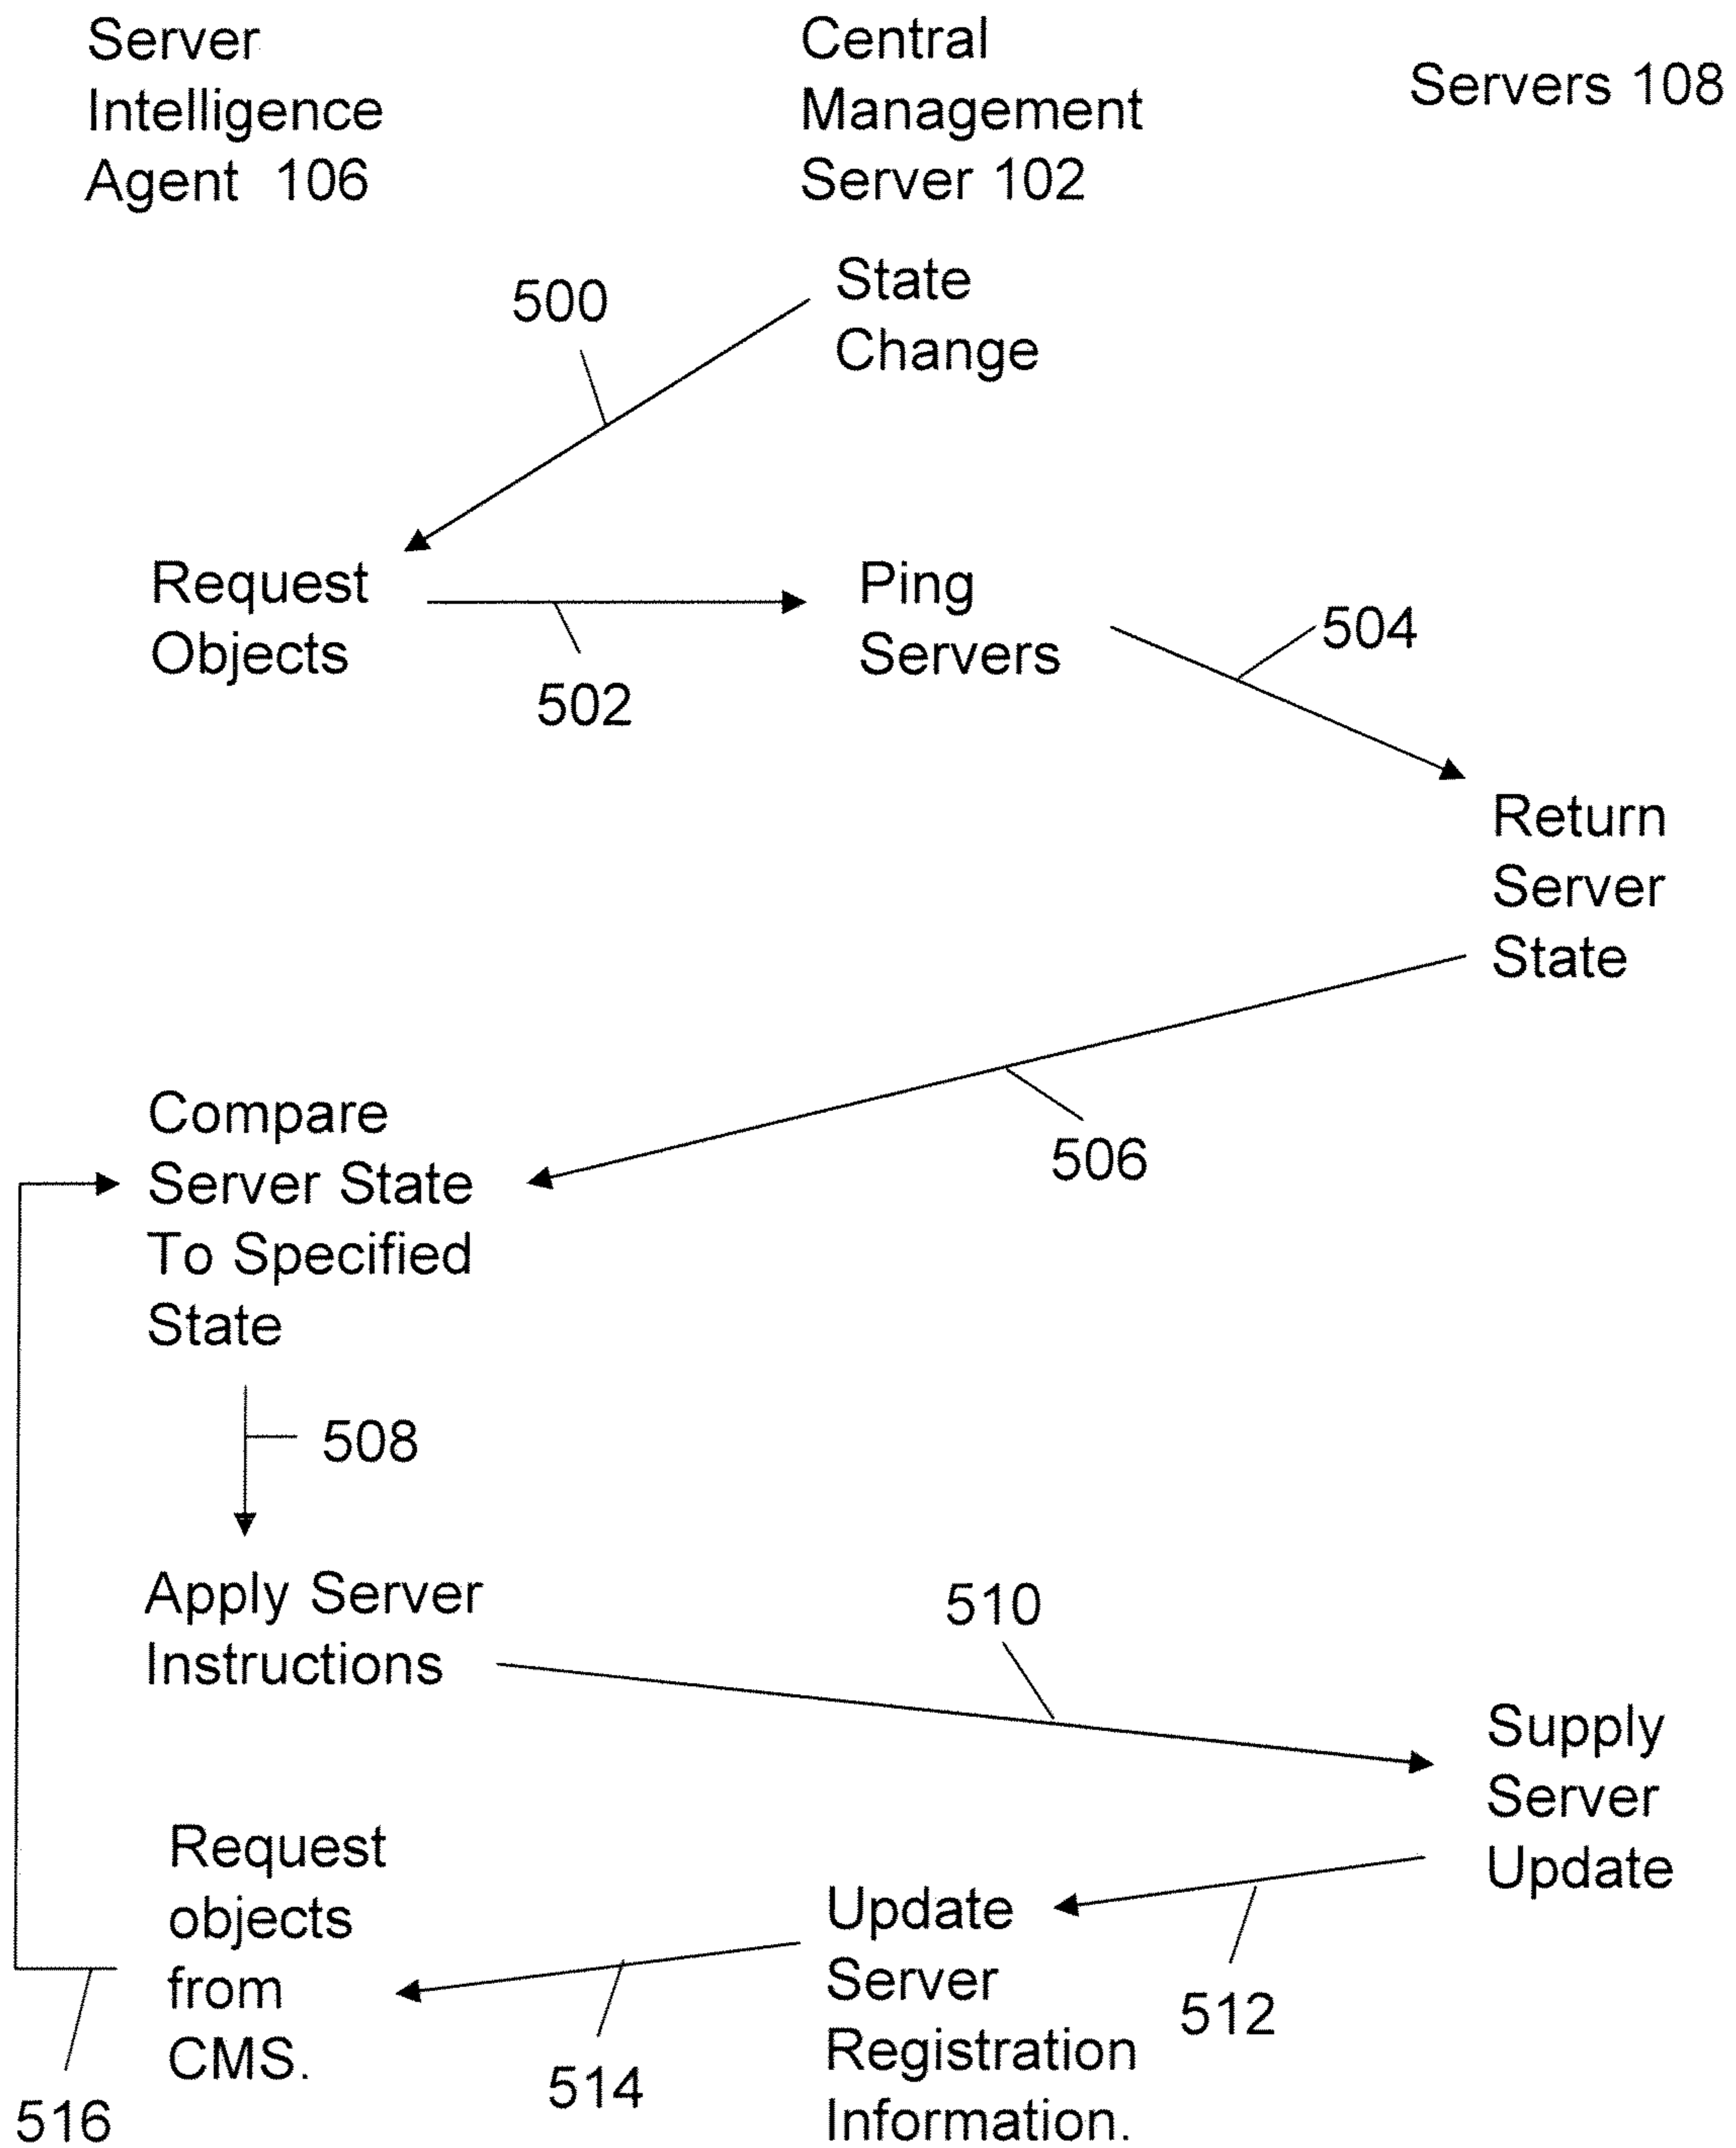 Server
Intelligence
Agent 106
Central
Management
Server 102
Servers 108
State
Change
500
Request
Objects
502
Ping
Servers
504
Return
Server
State
506
Compare
Server State
To Specified
State
508
Apply Server
Instructions
510
Supply
Server
Update
512
Update
Server
Registration
Information.
514
Request
objects
from
CMS.
516